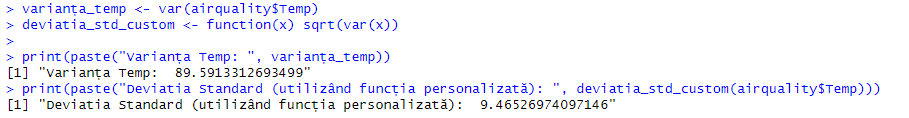 > varianța_temp <- var(airquality$Temp)
> deviatia_std_custom <- function(x) sqrt(var(x))
>
> print(paste("Varianța Temp: ", varianța_temp))
[1] "Varianța Temp:  89.5913312693499"
> print(paste("Deviatia Standard (utilizând funcția personalizată): ", deviatia_std_custom(airquality$Temp)))
[1] "Deviatia Standard (utilizând funcția personalizată):  9.46526974097146"